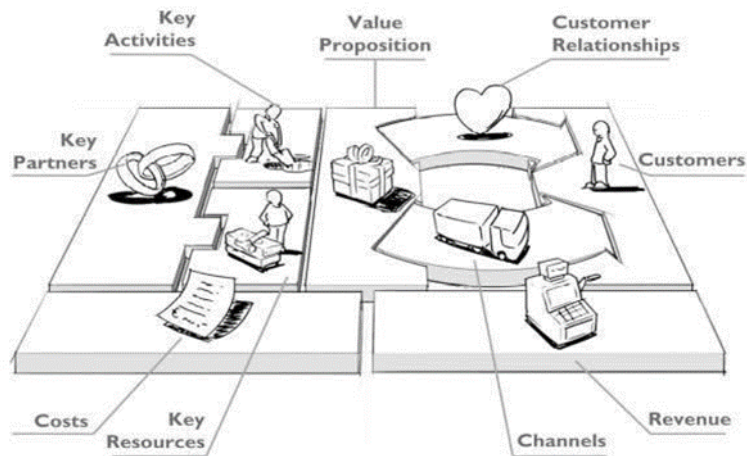 Key
Activities
Value
Proposition
Customer
Relationships
Key
Partners
Customers
Costs
Key
Resources
Channels
Revenue